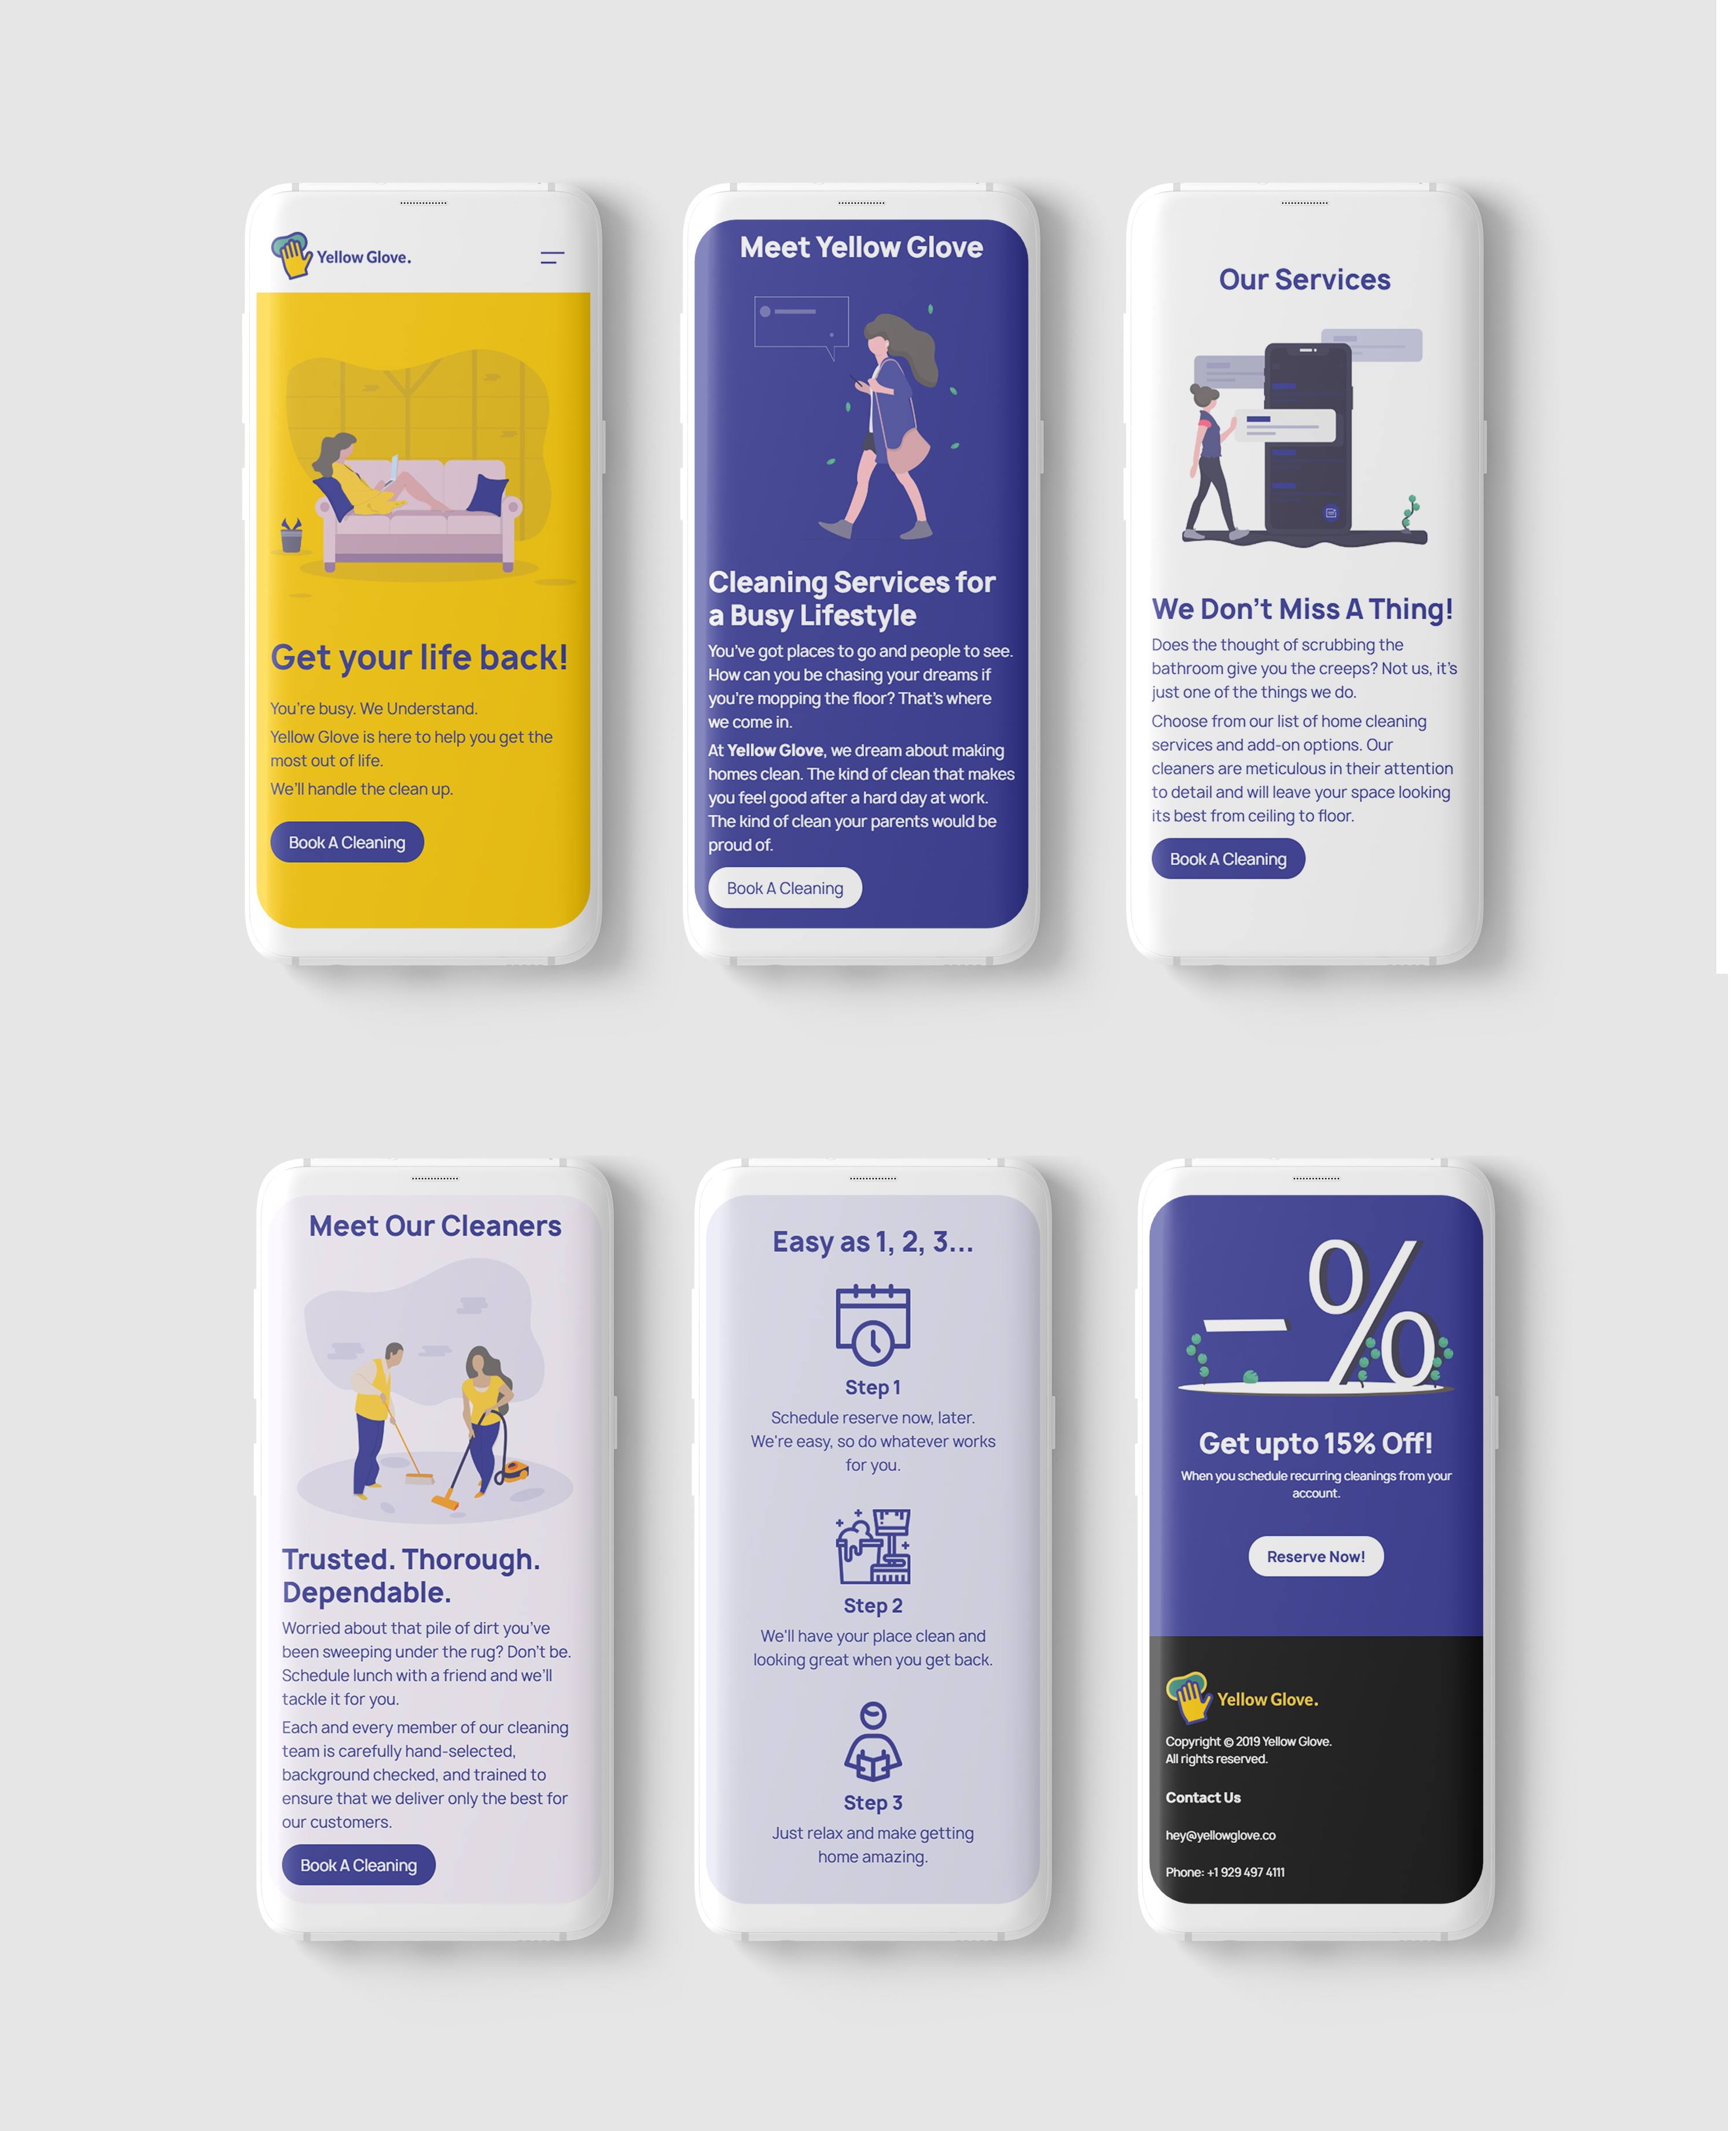 Yellow Glove.
Get your life back!
You're busy. We Understand.
Yellow Glove is here to help you get the
most out of life.
We'll handle the clean up.
Book A Cleaning
Meet Yellow Glove
Cleaning Services for
a Busy Lifestyle
You've got places to go and people to see.
How can you be chasing your dreams if
you're mopping the floor? That's where
we come in.
At Yellow Glove, we dream about making
homes clean. The kind of clean that makes
you feel good after a hard day at work.
The kind of clean your parents would be
proud of.
Book A Cleaning
Our Services
We Don't Miss A Thing!
Does the thought of scrubbing the
bathroom give you the creeps? Not us, it's
just one of the things we do.
Choose from our list of home cleaning
services and add-on options. Our
cleaners are meticulous in their attention
to detail and will leave your space looking
its best from ceiling to floor.
Book A Cleaning
Meet Our Cleaners
Trusted. Thorough.
Dependable.
Worried about that pile of dirt you've
been sweeping under the rug? Don't be.
Schedule lunch with a friend and we'll
tackle it for you.
Each and every member of our cleaning
team is carefully hand-selected,
background checked, and trained to
ensure that we deliver only the best for
our customers.
Book A Cleaning
Easy as 1, 2, 3...
Step 1
Schedule reserve now, later.
We're easy, so do whatever works
for you.
Step 2
We'll have your place clean and
looking great when you get back.
Step 3
Just relax and make getting
home amazing.
-%
Get upto 15% Off!
When you schedule recurring cleanings from your
account.
Reserve Now!
Yellow Glove.
Copyright © 2019 Yellow Glove.
All rights reserved.
Contact Us
hey@yellowglove.co
Phone: +1 929 497 4111